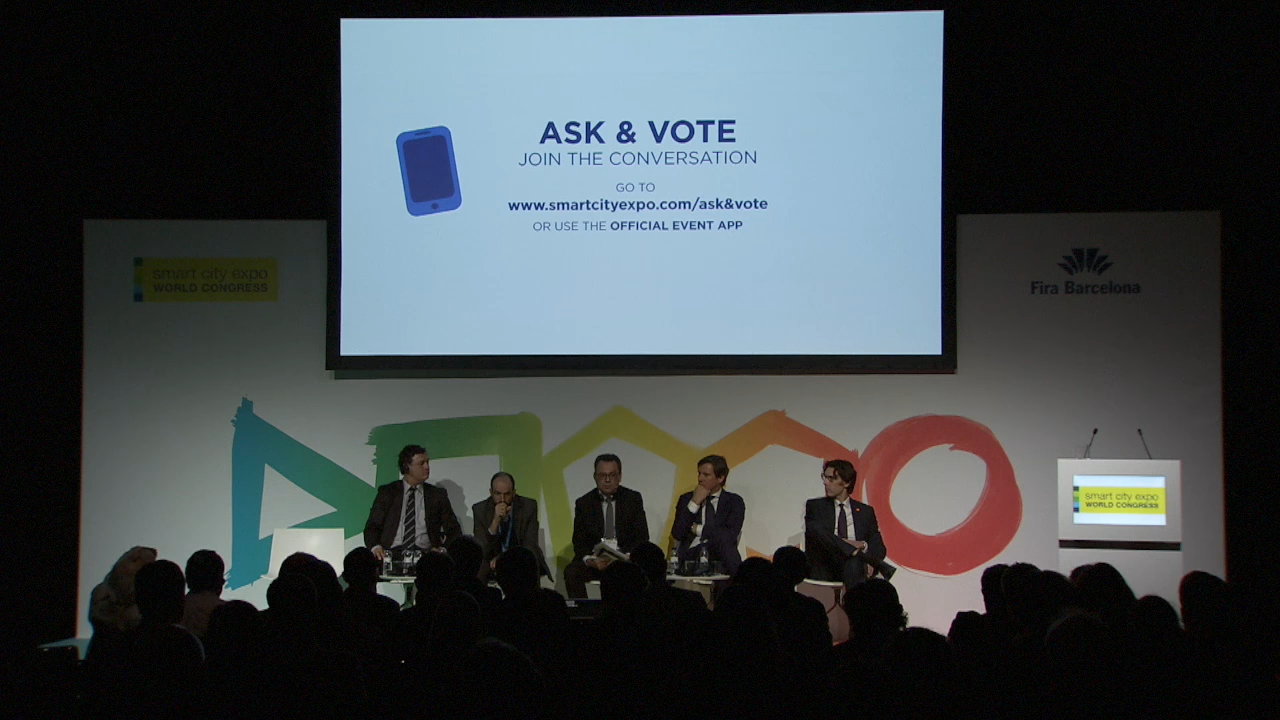 ASK & VOTE
JOIN THE CONVERSATION
GO TO
www.smartcityexpo.com/ask&vote
OR USE THE OFFICIAL EVENT APP
smart city expo
WORLD CONGRESS
Fira Barcelona
smart city expo
WORLD CONGRESS